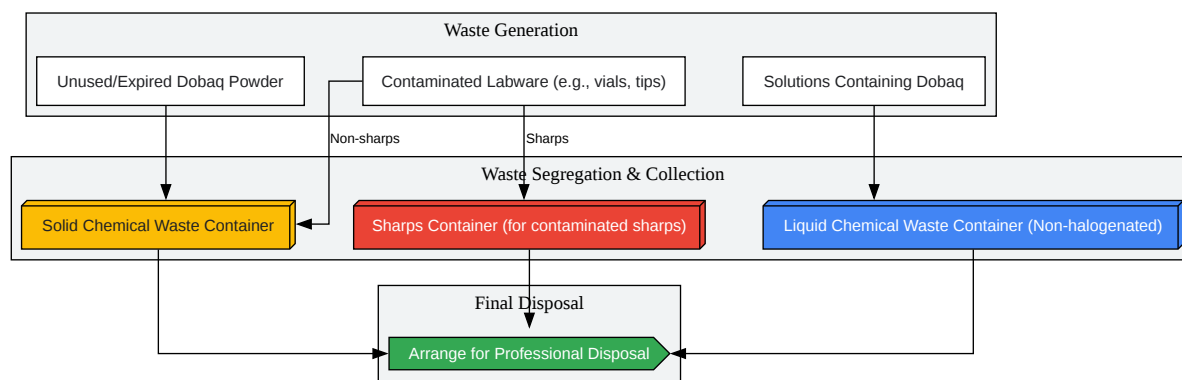 Waste Generation
Unused/Expired Dobaq Powder
Contaminated Labware (e.g., vials, tips)
Solutions Containing Dobaq
Non-sharps
Sharps
Waste Segregation & Collection
Solid Chemical Waste Container
Sharps Container (for contaminated sharps)
Liquid Chemical Waste Container (Non-halogenated)
Final Disposal
Arrange for Professional Disposal